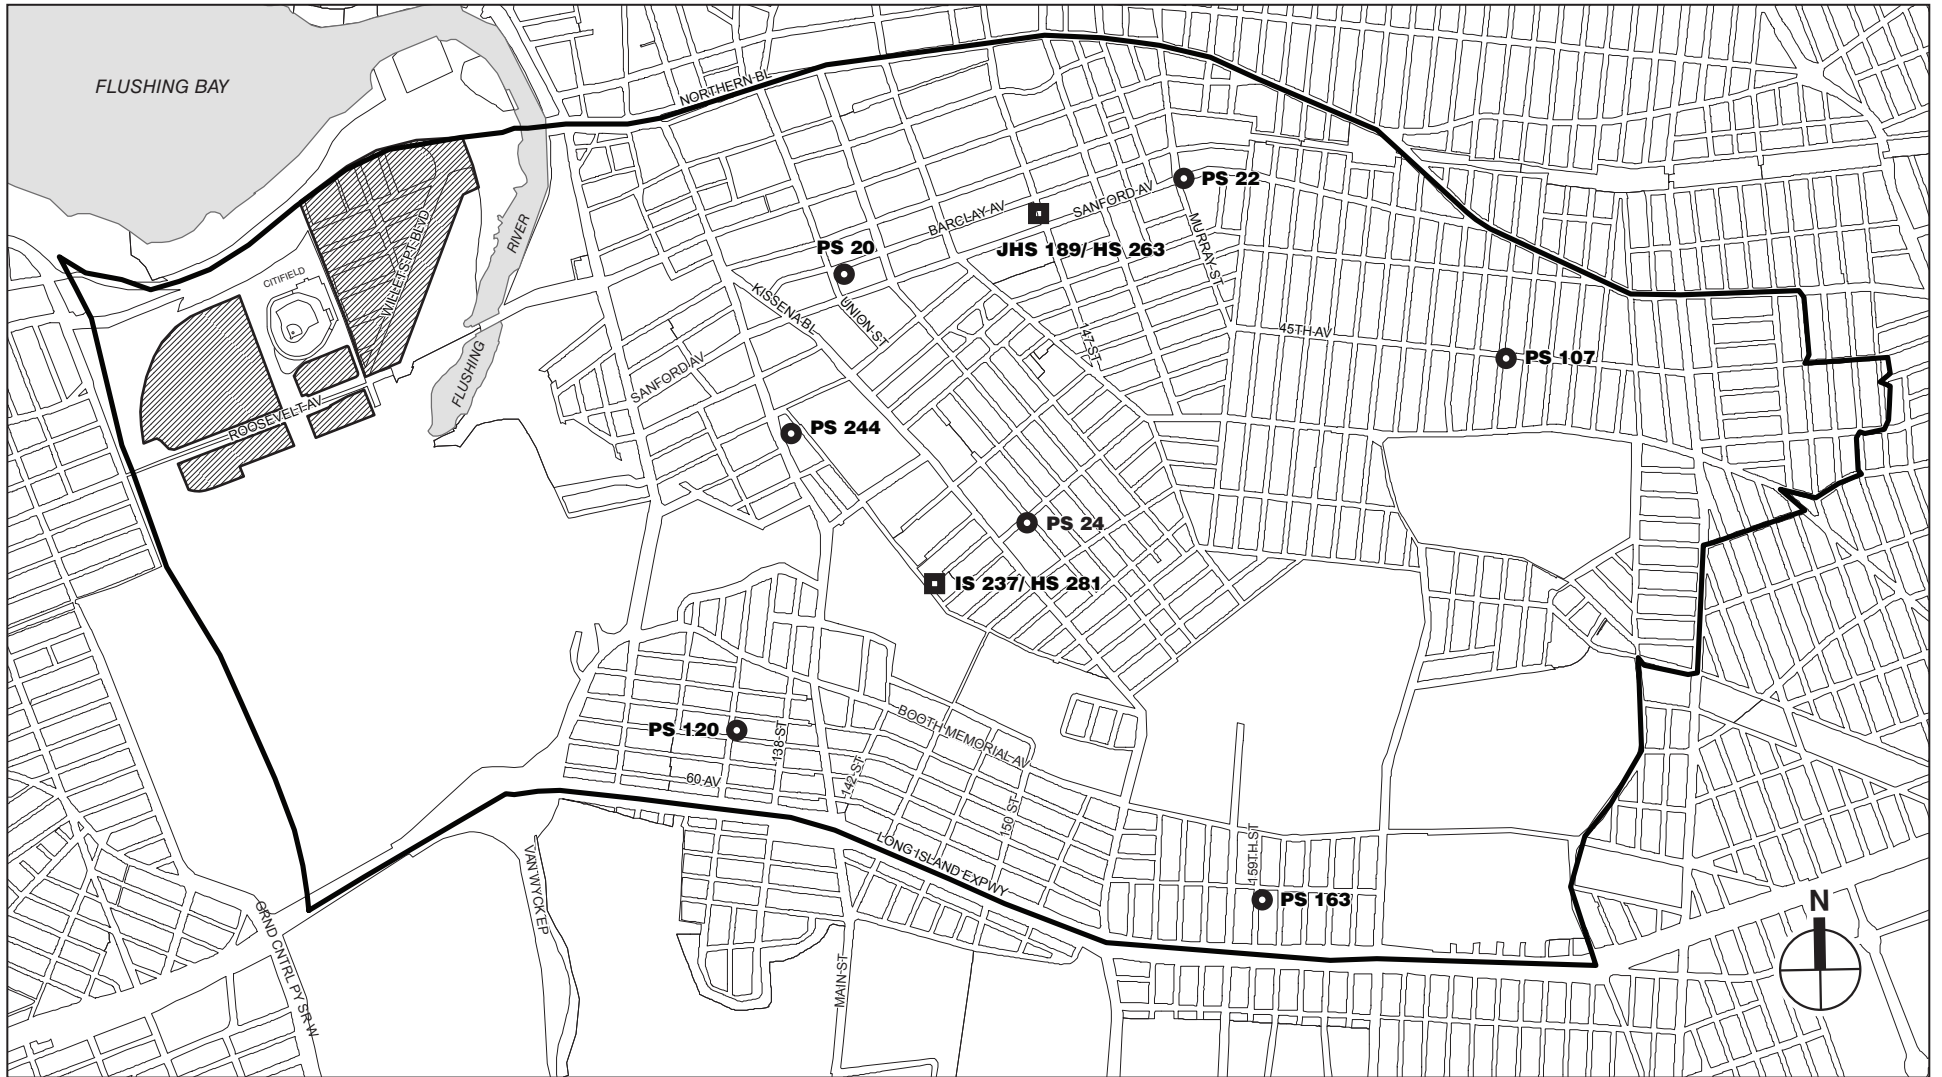 FLUSHING BAY
NORTHERN BL
PS 22
BARCLAY AV
SANFORD AV
MURRAY ST
RIVER
WILLETS PT BLVD
PS 20
JHS 189/ HS 263
CITIFIELD
KISSENA BL
UNION ST
147 ST
45TH AV
PS 107
FLUSHING
SANFORD AV
ROOSEVELT AV
PS 244
PS 24
IS 237/ HS 281
PS 120
138 ST
BOOTH MEMORIAL AV
60 AV
142 ST
150 ST
LONG ISLAND EXPWY
159TH ST
VAN WYCK EP
PS 163
N
GRND CNTRL PY SR W
MAIN ST